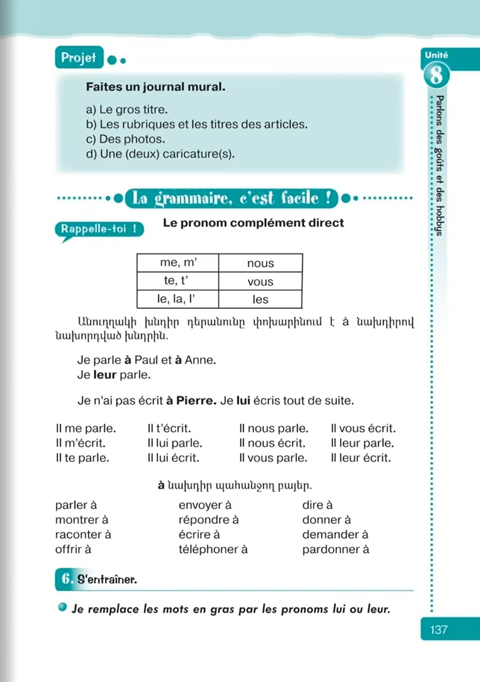 Projet
Unité
8
Parlons des goûts et des hobbys
Faites un journal mural.
a) Le gros titre.
b) Les rubriques et les titres des articles.
c) Des photos.
d) Une (deux) caricature(s).
La grammaire, c'est facile !
Rappelle-toi !
Le pronom complément direct
me, m' nous
te, t' vous
le, la, l' les
Անուղղակի խնդիր դերանունը փոխարինում է à նախդիրով
նախորդված խնդրին.
Je parle à Paul et à Anne.
Je leur parle.
Je n'ai pas écrit à Pierre. Je lui écris tout de suite.
Il me parle. Il t'écrit. Il nous parle. Il vous écrit.
Il m'écrit. Il lui parle. Il nous écrit. Il leur parle.
Il te parle. Il lui écrit. Il vous parle. Il leur écrit.
à նախդիր պահանջող բայեր.
parler à envoyer à dire à
montrer à répondre à donner à
raconter à écrire à demander à
offrir à téléphoner à pardonner à
6. S'entraîner.
Je remplace les mots en gras par les pronoms lui ou leur.
137